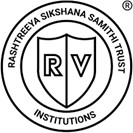 ®
RASHTREEYA SIKSHANA SAMITHI TRUST
RV
INSTITUTIONS